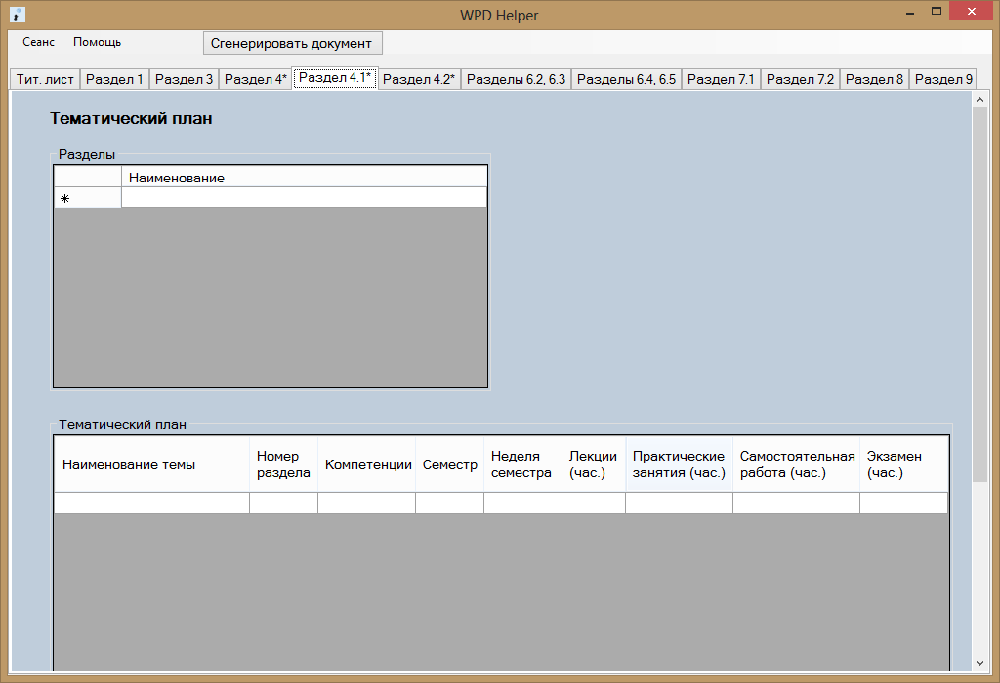 WPD Helper
Сеанс Помощь Сгенерировать документ
Тит. лист Раздел 1 Раздел 3 Раздел 4* Раздел 4.1* Раздел 4.2* Разделы 6.2, 6.3 Разделы 6.4, 6.5 Раздел 7.1 Раздел 7.2 Раздел 8 Раздел 9
Тематический план
Разделы
Наименование
Тематический план
Наименование темы Номер раздела Компетенции Семестр Неделя семестра Лекции (час.) Практические занятия (час.) Самостоятельная работа (час.) Экзамен (час.)